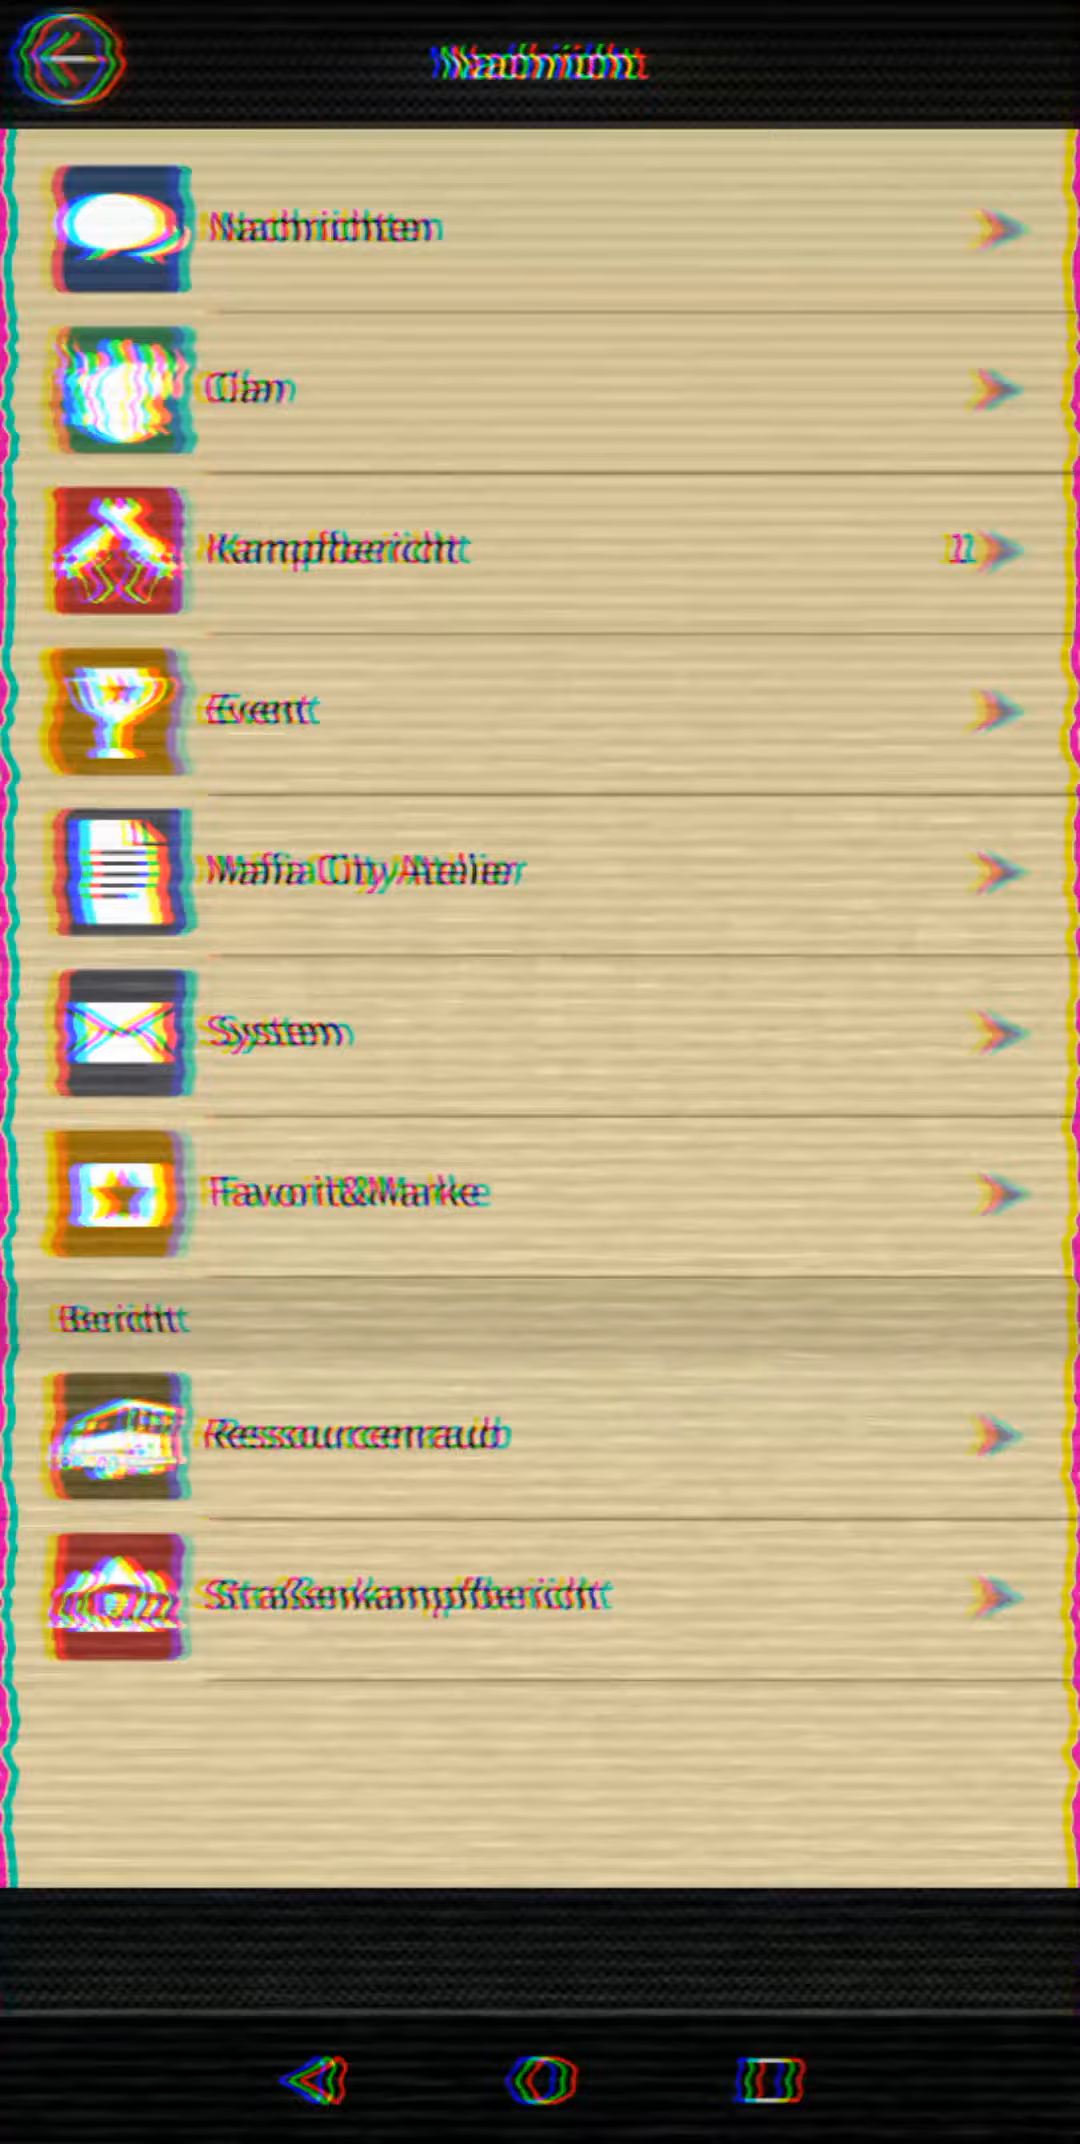 Nachricht
Nachrichten
Clan
Kampfbericht
1
Event
Mafia City Atelier
System
Favorit&Marke
Bericht
Ressourcenraub
Straßenkampfbericht